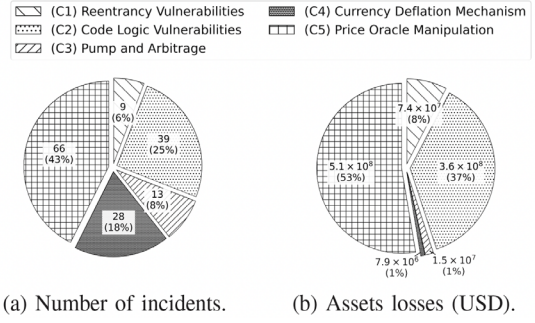 (C1) Reentrancy Vulnerabilities
(C2) Code Logic Vulnerabilities
(C3) Pump and Arbitrage
(C4) Currency Deflation Mechanism
(C5) Price Oracle Manipulation
9
(6%)
39
(25%)
66
(43%)
13
(8%)
28
(18%)
7.4 × 10⁷
(8%)
5.1 × 10⁸
(53%)
3.6 × 10⁸
(37%)
7.9 × 10⁶
(1%)
1.5 × 10⁷
(1%)
(a) Number of incidents.
(b) Assets losses (USD).